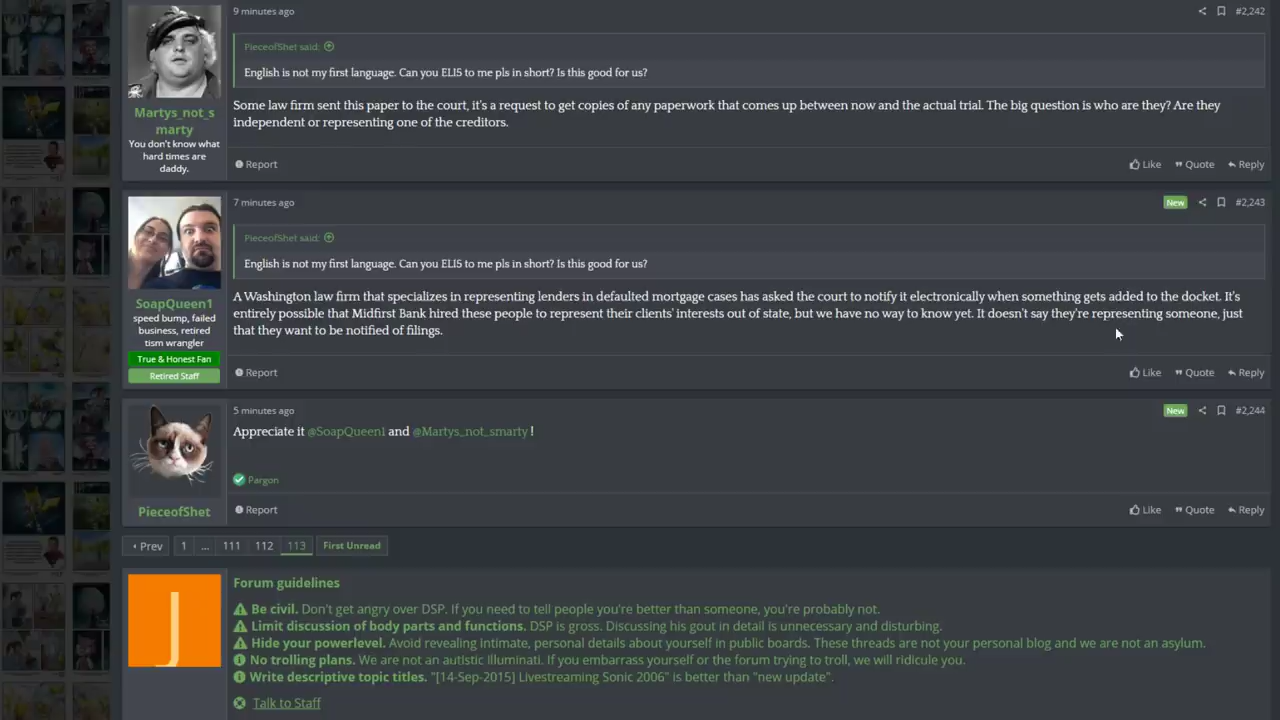 9 minutes ago
#2,242
PieceofShet said:
English is not my first language. Can you ELI5 to me pls in short? Is this good for us?
Martys_not_s
marty
You don't know what
hard times are
daddy.
Some law firm sent this paper to the court, it's a request to get copies of any paperwork that comes up between now and the actual trial. The big question is who are they? Are they
independent or representing one of the creditors.
Report
Like
Quote
Reply
7 minutes ago
New
#2,243
PieceofShet said:
English is not my first language. Can you ELI5 to me pls in short? Is this good for us?
SoapQueen1
speed bump, failed
business, retired
tism wrangler
True & Honest Fan
Retired Staff
A Washington law firm that specializes in representing lenders in defaulted mortgage cases has asked the court to notify it electronically when something gets added to the docket. It's
entirely possible that Midfirst Bank hired these people to represent their clients' interests out of state, but we have no way to know yet. It doesn't say they're representing someone, just
that they want to be notified of filings.
Report
Like
Quote
Reply
5 minutes ago
New
#2,244
Appreciate it @SoapQueen1 and @Martys_not_smarty !
Pargon
PieceofShet
Report
Like
Quote
Reply
Prev
1
...
111
112
113
First Unread
J
Forum guidelines
Be civil. Don't get angry over DSP. If you need to tell people you're better than someone, you're probably not.
Limit discussion of body parts and functions. DSP is gross. Discussing his gout in detail is unnecessary and disturbing.
Hide your powerlevel. Avoid revealing intimate, personal details about yourself in public boards. These threads are not your personal blog and we are not an asylum.
No trolling plans. We are not an autistic Illuminati. If you embarrass yourself or the forum trying to troll, we will ridicule you.
Write descriptive topic titles. "[14-Sep-2015] Livestreaming Sonic 2006" is better than "new update".
Talk to Staff